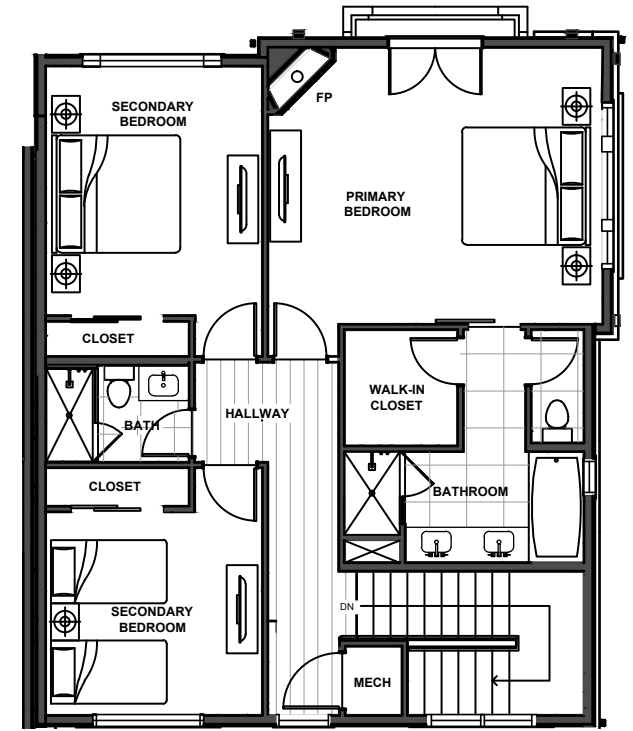 SECONDARY
BEDROOM
FP
PRIMARY
BEDROOM
CLOSET
WALK-IN
CLOSET
HALLWAY
BATH
CLOSET
BATHROOM
DN
SECONDARY
BEDROOM
MECH